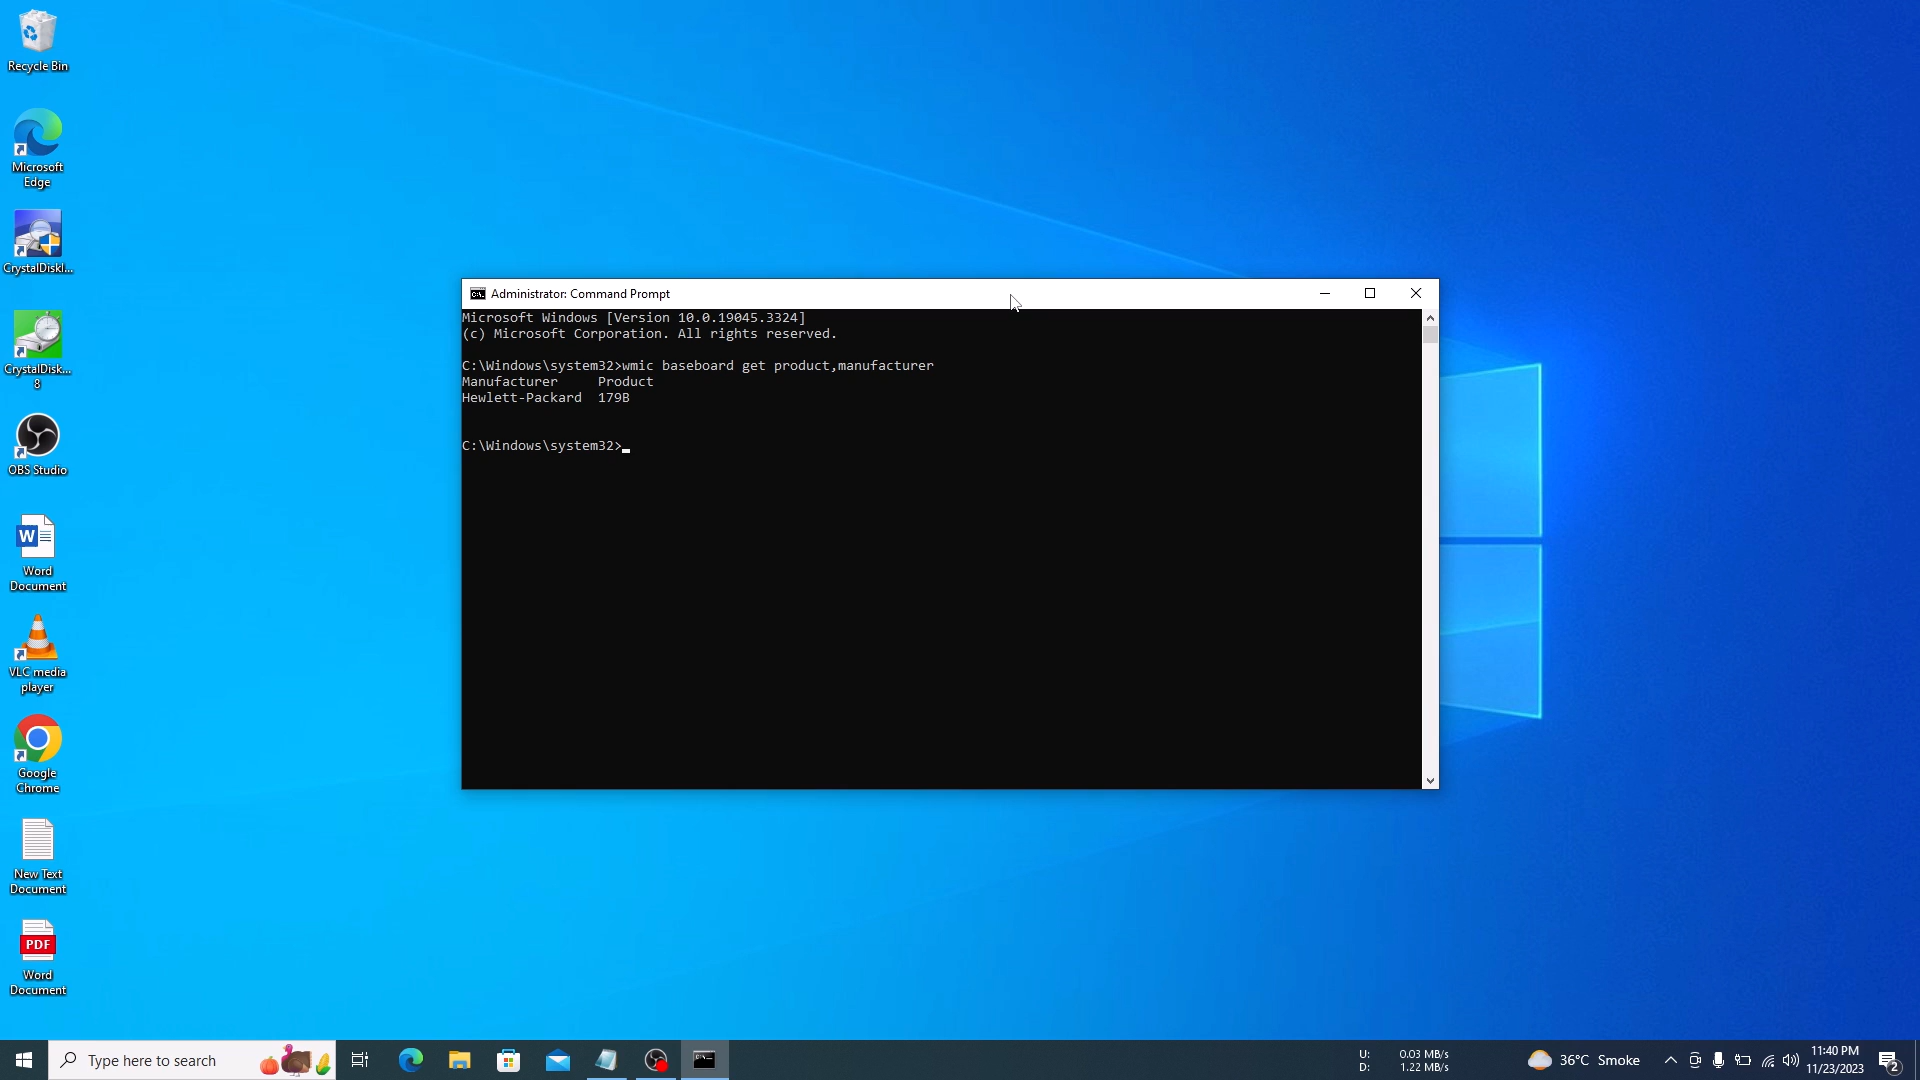 Recycle Bin
Microsoft
Edge
CrystalDiskI...
CrystalDisk...
8
OBS Studio
W
Word
Document
VLC media
player
Google
Chrome
New Text
Document
PDF
Word
Document
Administrator: Command Prompt
Microsoft Windows [Version 10.0.19045.3324]
(c) Microsoft Corporation. All rights reserved.
C:\Windows\system32>wmic baseboard get product,manufacturer
Manufacturer     Product
Hewlett-Packard  179B
C:\Windows\system32>
Type here to search
U: 0.03 MB/s
D: 1.22 MB/s
36°C Smoke
11:40 PM
11/23/2023
2